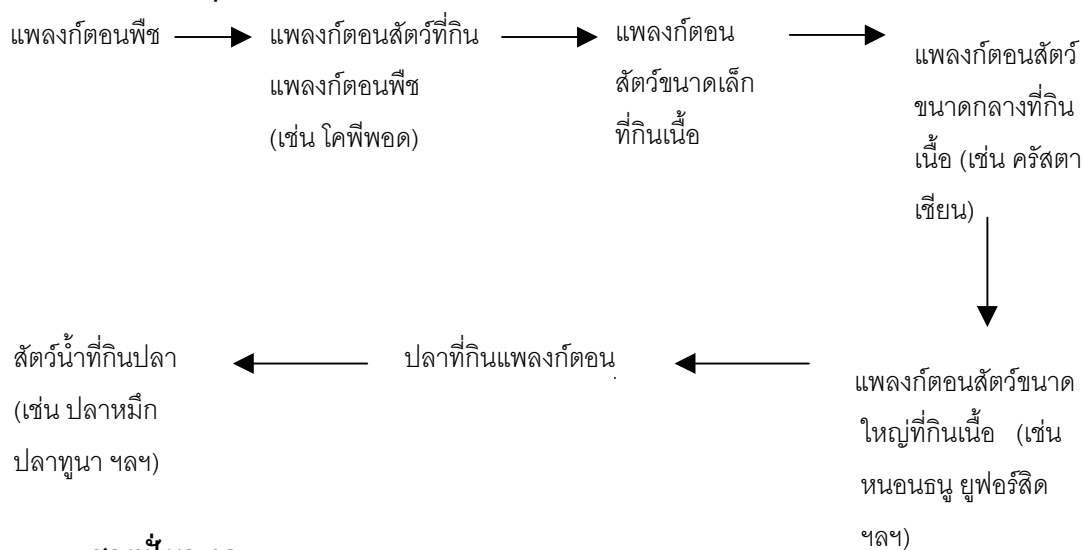 แพลงก์ตอนพืช
แพลงก์ตอนสัตว์ที่กิน
แพลงก์ตอนพืช
(เช่น โคพีพอด)
แพลงก์ตอน
สัตว์ขนาดเล็ก
ที่กินเนื้อ
แพลงก์ตอนสัตว์
ขนาดกลางที่กิน
เนื้อ (เช่น ครัสตา
เชียน)
แพลงก์ตอนสัตว์ขนาด
ใหญ่ที่กินเนื้อ (เช่น
หนอนธนู ยูฟอร์สิด
ฯลฯ)
ปลาที่กินแพลงก์ตอน
สัตว์น้ำที่กินปลา
(เช่น ปลาหมึก
ปลาทูนา ฯลฯ)